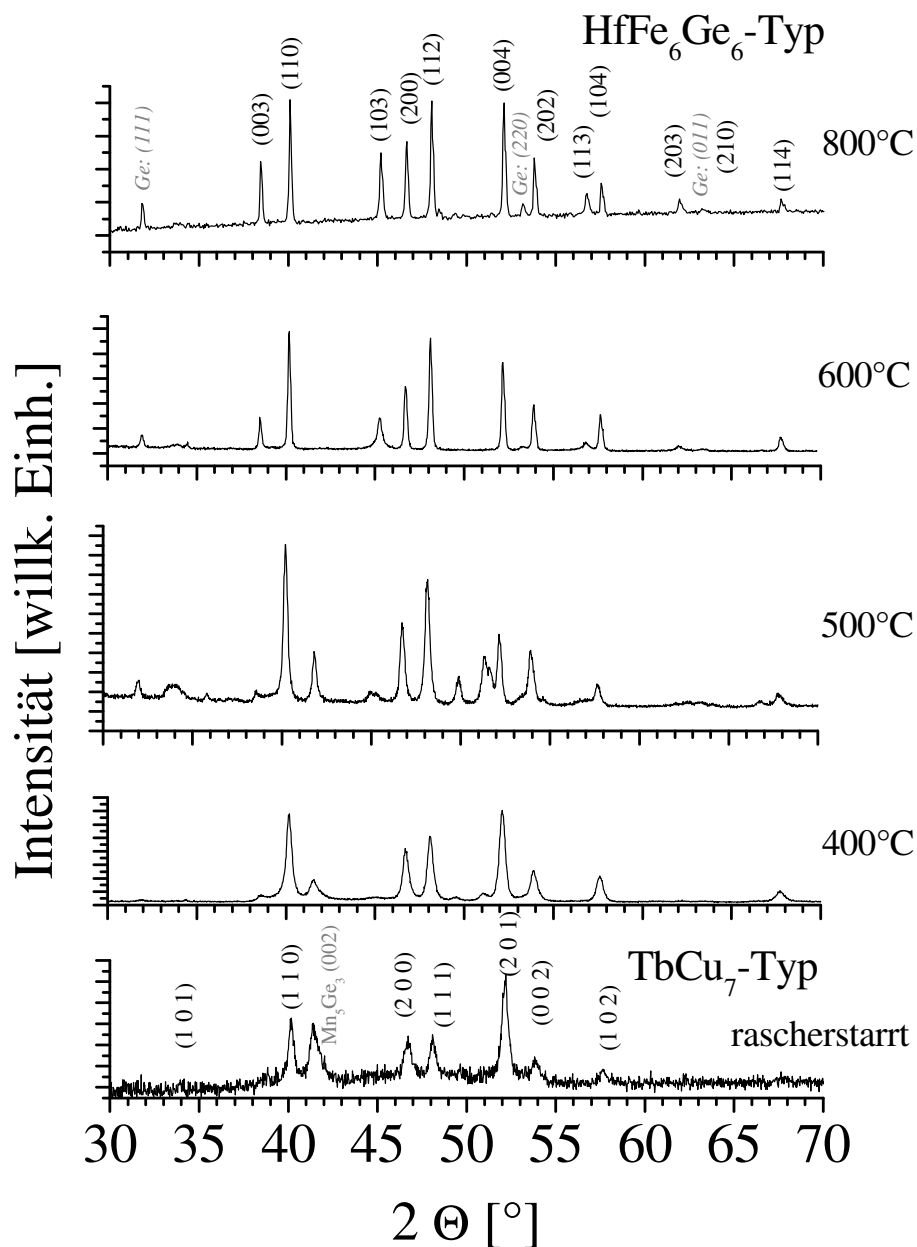 HfFe₆Ge₆-Typ
800°C
Ge: (111)
(003)
(110)
(103)
(200)
(112)
(004)
Ge: (220)
(202)
(113)
(104)
(203)
Ge: (011)
(210)
(114)
600°C
500°C
400°C
TbCu₇-Typ
rascherstarrt
(1 0 1)
(1 1 0)
Mn₅Ge₃ (002)
(2 0 0)
(1 1 1)
(2 0 1)
(0 0 2)
(1 0 2)
Intensität [willk. Einh.]
30 35 40 45 50 55 60 65 70
2 Θ [°]